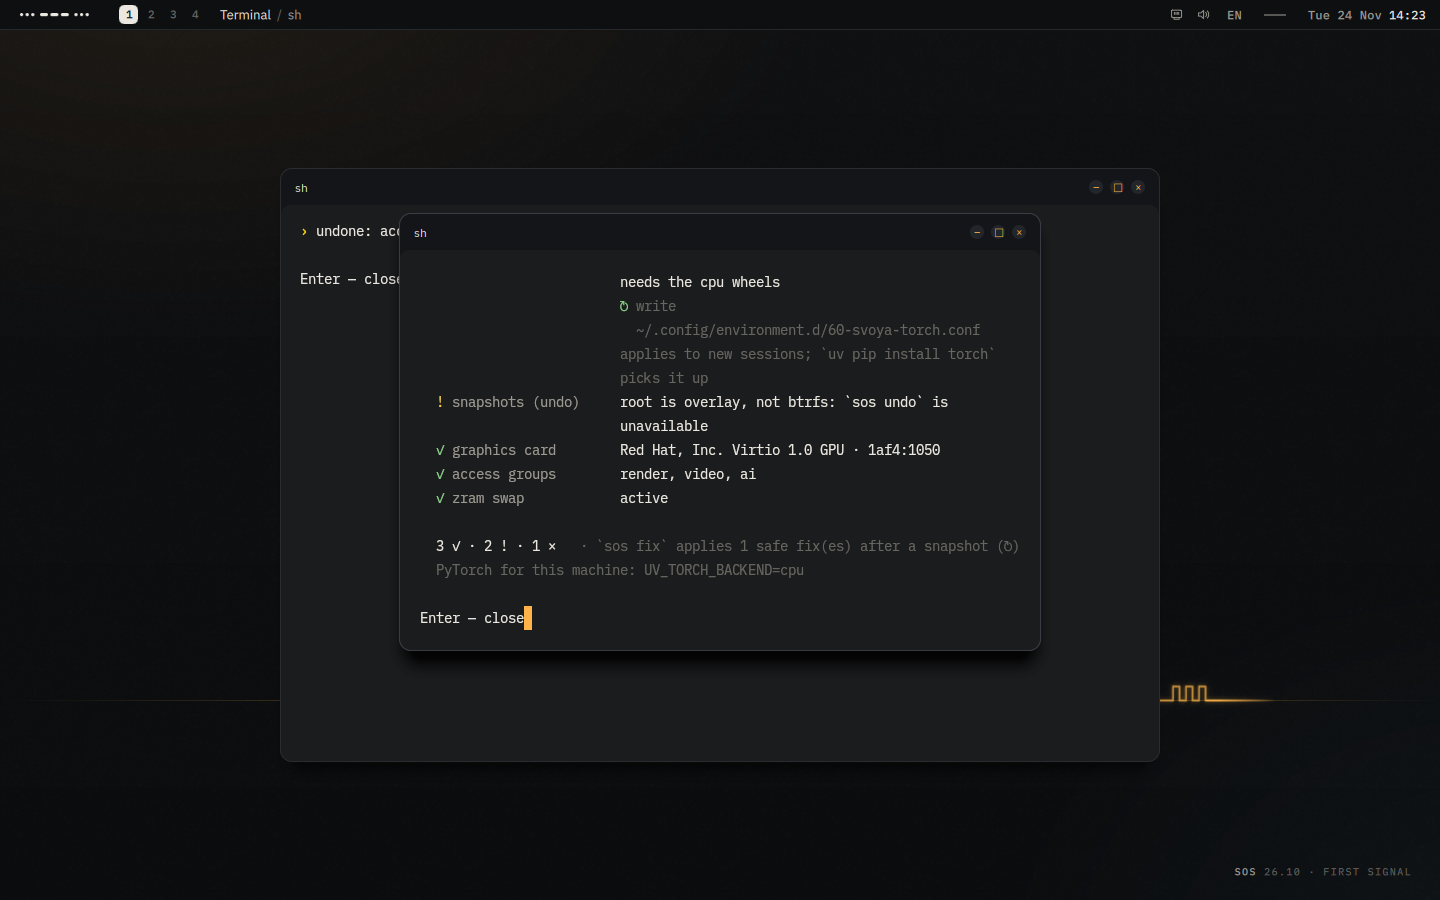 1 2 3 4 Terminal / sh
EN
Tue 24 Nov 14:23
sh
› undone: acc
Enter — close
sh
needs the cpu wheels
↻ write
~/.config/environment.d/60-svoya-torch.conf
applies to new sessions; `uv pip install torch`
picks it up
! snapshots (undo) root is overlay, not btrfs: `sos undo` is
unavailable
✓ graphics card Red Hat, Inc. Virtio 1.0 GPU · 1af4:1050
✓ access groups render, video, ai
✓ zram swap active
3 ✓ · 2 ! · 1 × · `sos fix` applies 1 safe fix(es) after a snapshot (↻)
PyTorch for this machine: UV_TORCH_BACKEND=cpu
Enter — close
SOS 26.10 · FIRST SIGNAL